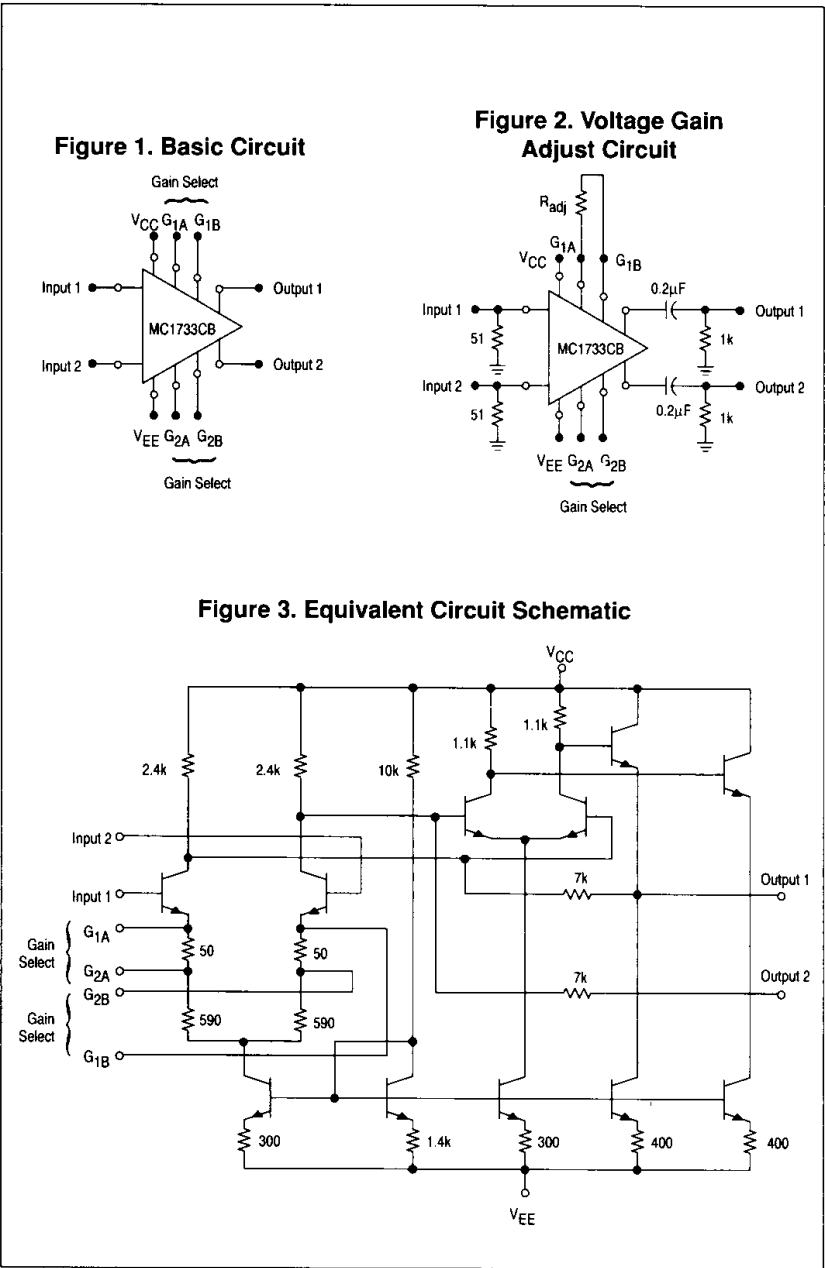 Figure 1. Basic Circuit
Gain Select
VCC G1A G1B
Input 1
Output 1
MC1733CB
Input 2
Output 2
VEE G2A G2B
Gain Select
Figure 2. Voltage Gain
Adjust Circuit
Radj
G1A
VCC
G1B
0.2µF
Input 1
Output 1
51
MC1733CB
1k
Input 2
Output 2
51
0.2µF
1k
VEE G2A G2B
Gain Select
Figure 3. Equivalent Circuit Schematic
VCC
1.1k
1.1k
2.4k
2.4k
10k
Input 2
Input 1
7k
Output 1
Gain
Select
G1A
50
50
G2A
Output 2
7k
G2B
Gain
Select
590
590
G1B
300
1.4k
300
400
400
VEE